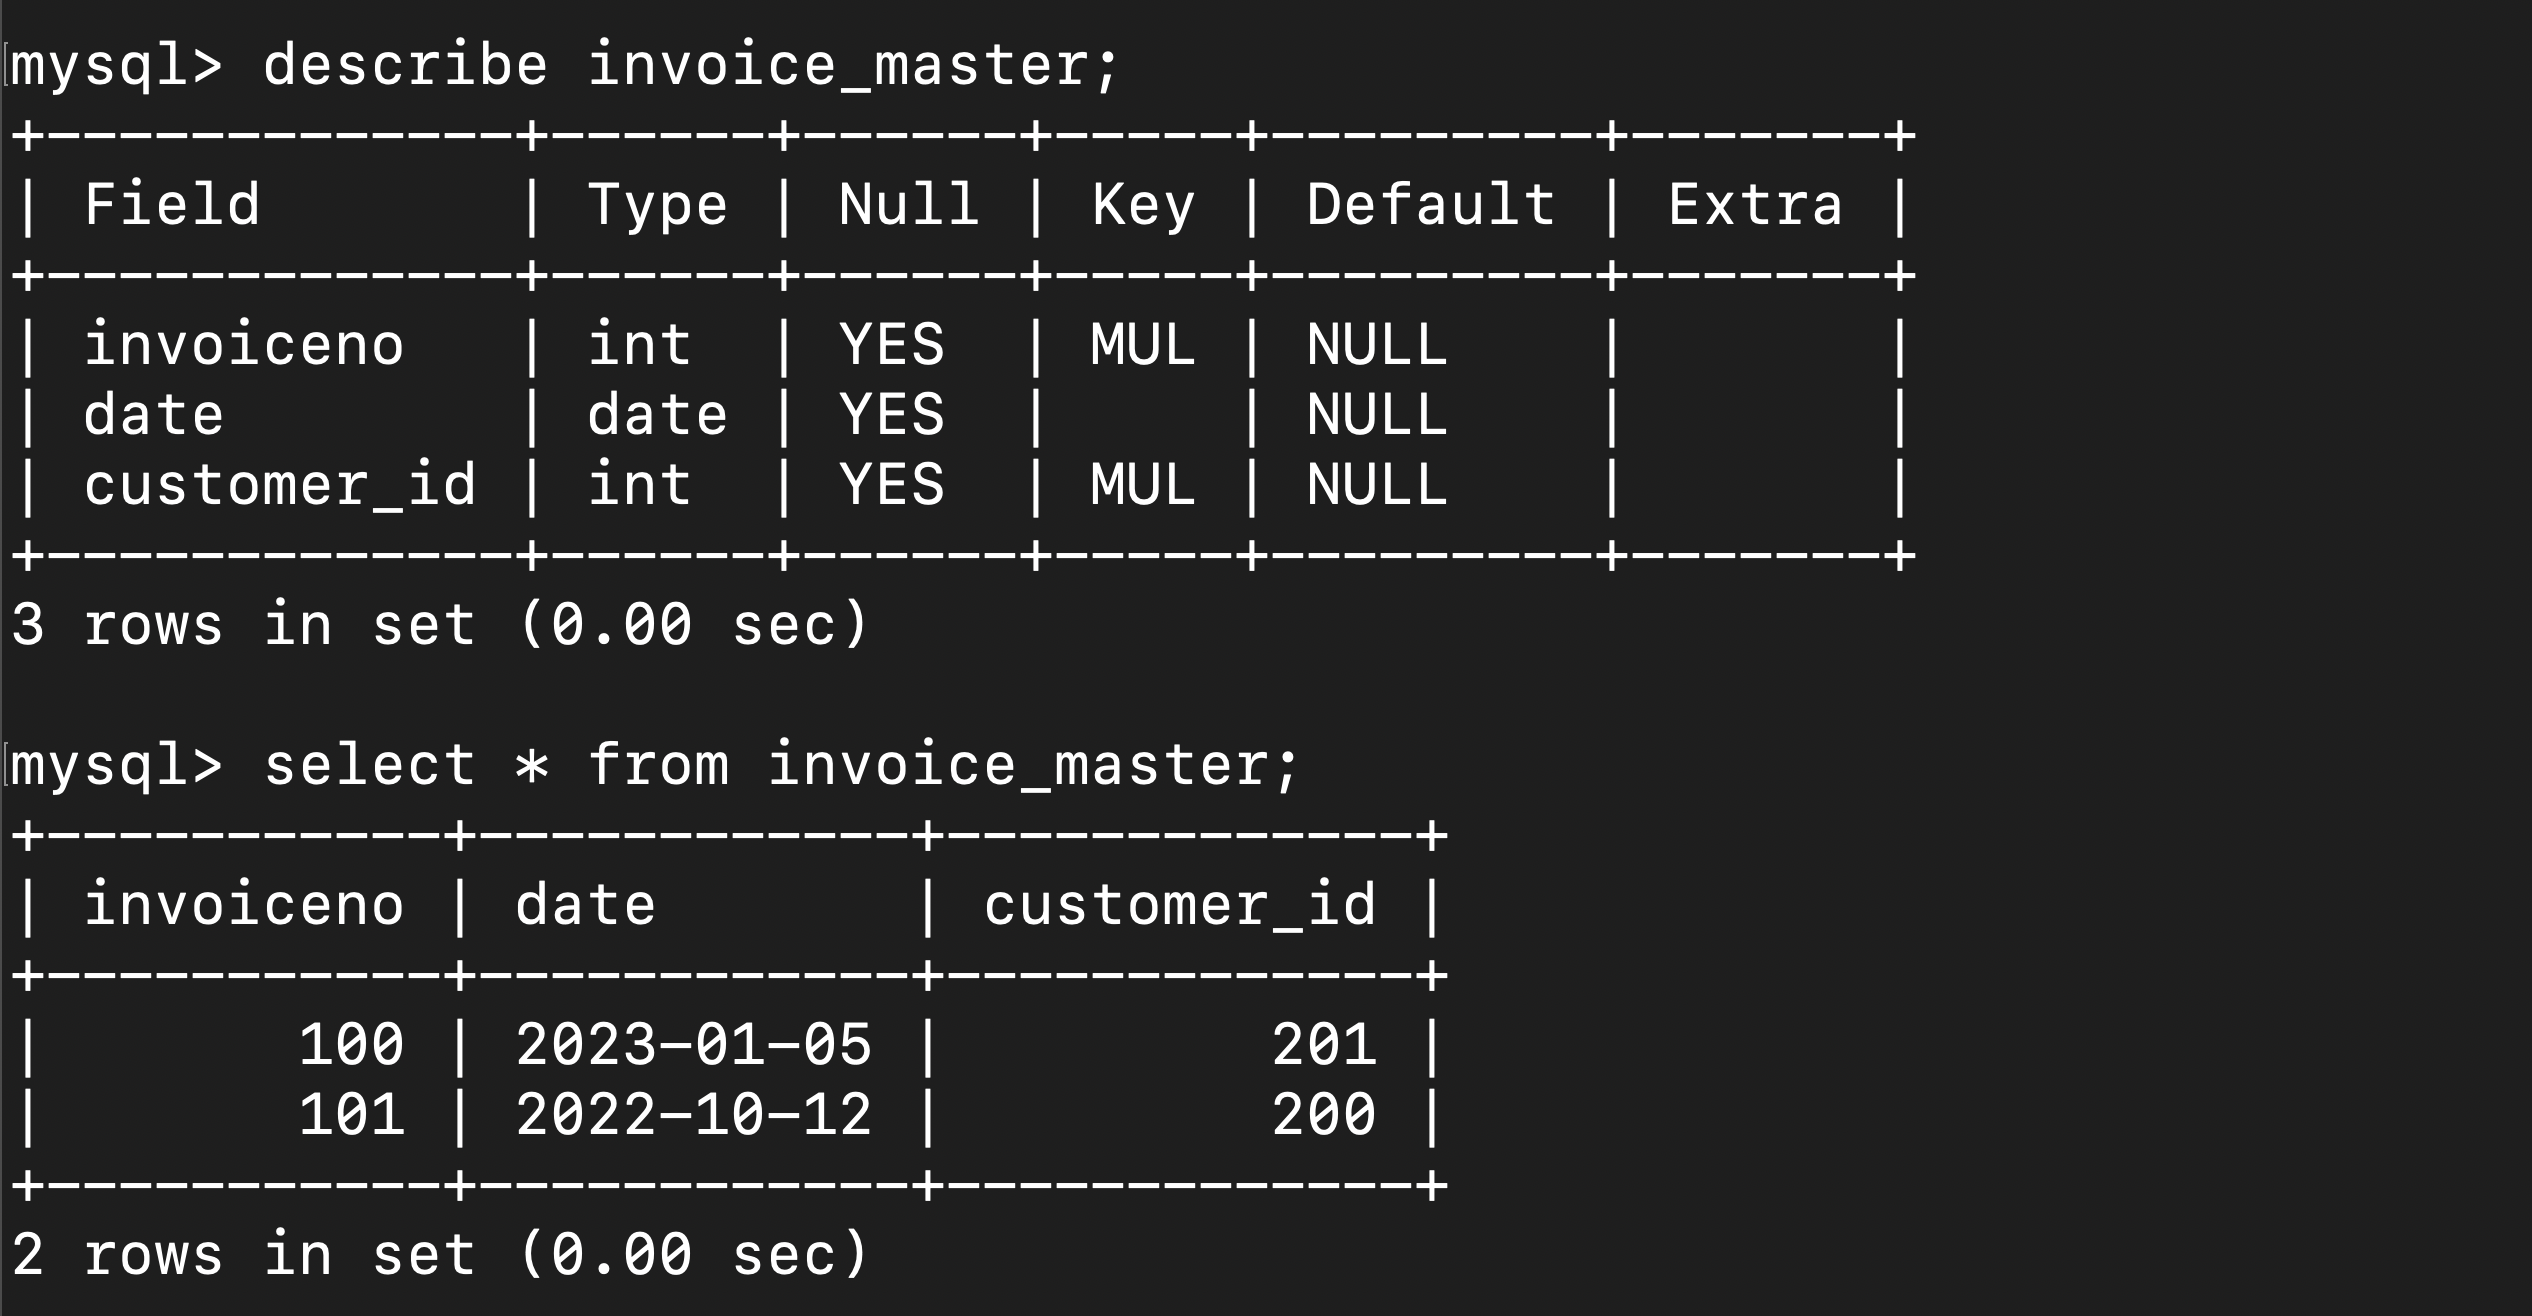 mysql> describe invoice_master;
+-------------+------+------+-----+---------+-------+
| Field       | Type | Null | Key | Default | Extra |
+-------------+------+------+-----+---------+-------+
| invoiceno   | int  | YES  | MUL | NULL    |       |
| date        | date | YES  |     | NULL    |       |
| customer_id | int  | YES  | MUL | NULL    |       |
+-------------+------+------+-----+---------+-------+
3 rows in set (0.00 sec)

mysql> select * from invoice_master;
+-----------+------------+-------------+
| invoiceno | date       | customer_id |
+-----------+------------+-------------+
|       100 | 2023-01-05 |         201 |
|       101 | 2022-10-12 |         200 |
+-----------+------------+-------------+
2 rows in set (0.00 sec)